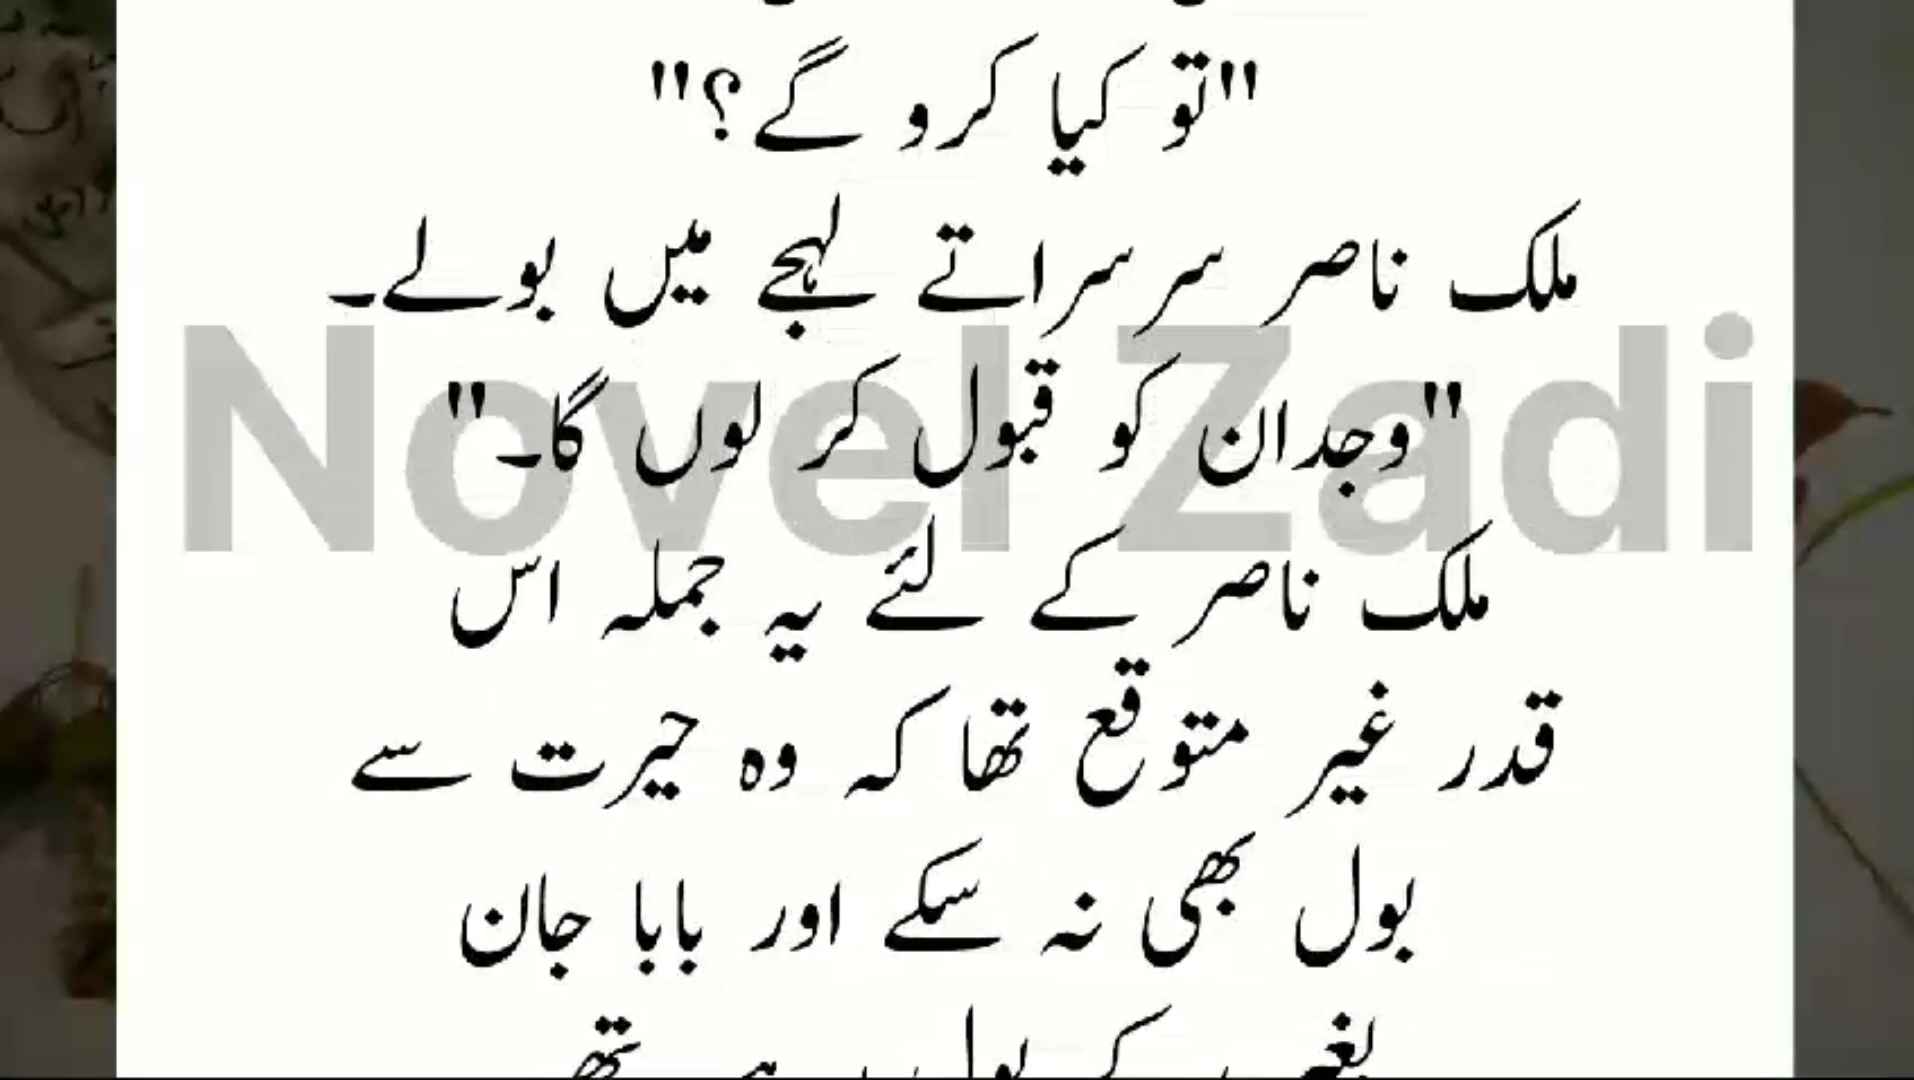 "تو کیا کرو گے؟"
ملک ناصر سرسراتے لہجے میں بولے۔
"وجدان کو قبول کر لوں گا۔"
Novel Zadi
ملک ناصر کے لئے یہ جملہ اس
قدر غیر متوقع تھا کہ وہ حیرت سے
بول بھی نہ سکے اور بابا جان